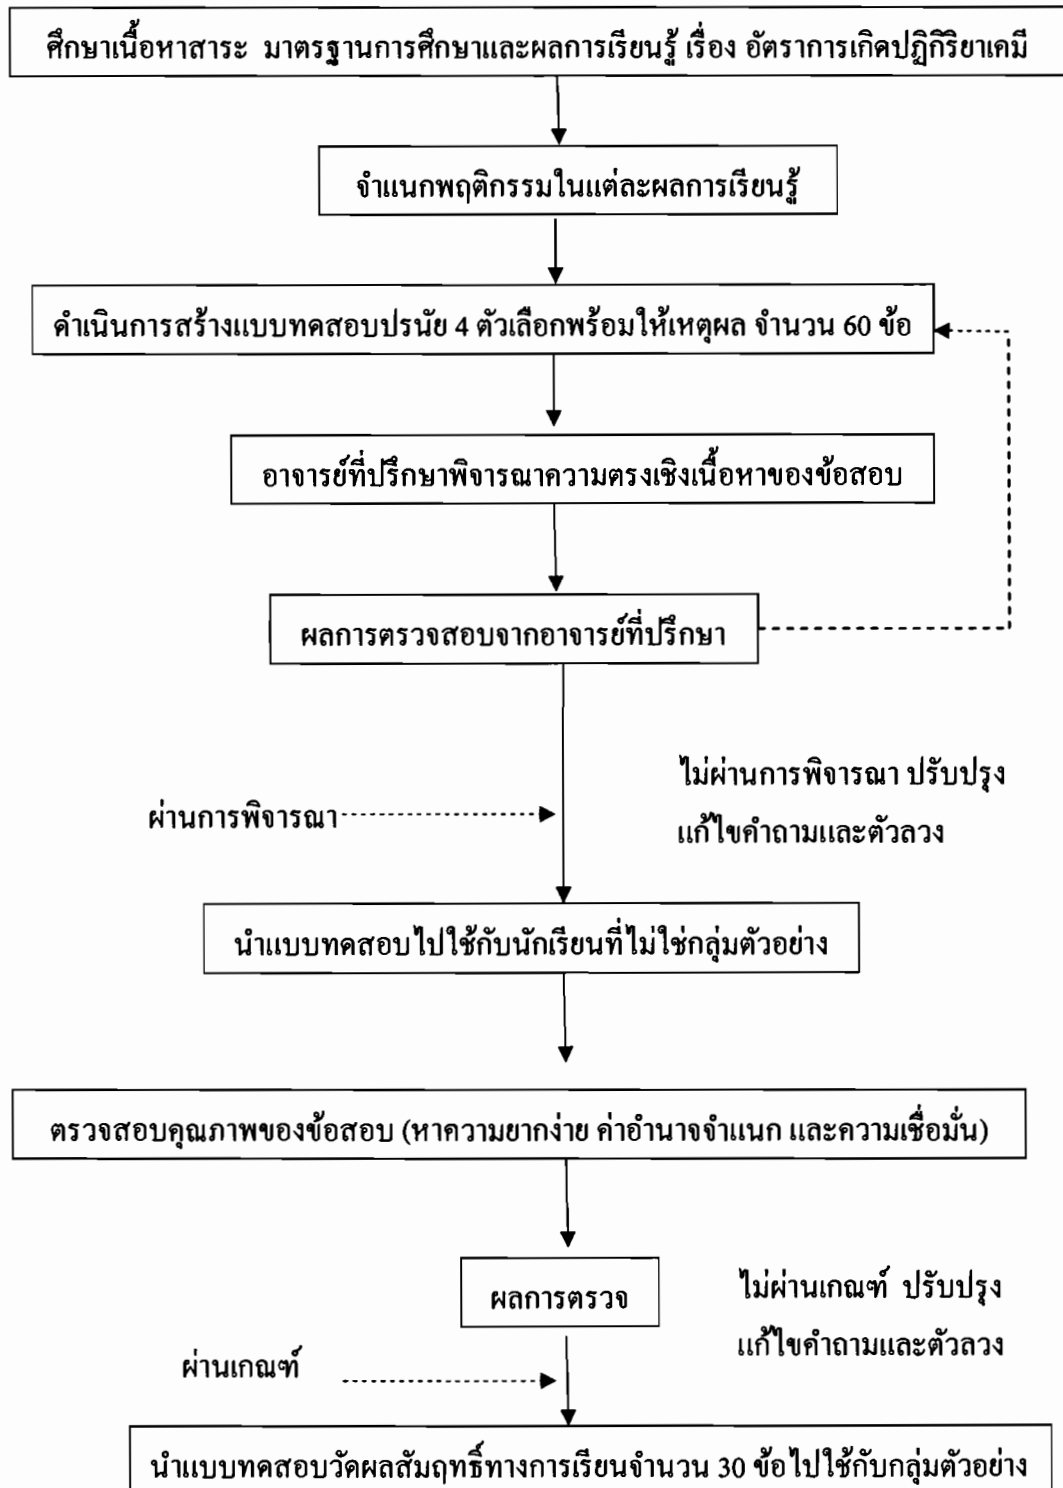 ศึกษาเนื้อหาสาระ มาตรฐานการศึกษาและผลการเรียนรู้ เรื่อง อัตราการเกิดปฏิกิริยาเคมี
จำแนกพฤติกรรมในแต่ละผลการเรียนรู้
ดำเนินการสร้างแบบทดสอบปรนัย 4 ตัวเลือกพร้อมให้เหตุผล จำนวน 60 ข้อ
อาจารย์ที่ปรึกษาพิจารณาความตรงเชิงเนื้อหาของข้อสอบ
ผลการตรวจสอบจากอาจารย์ที่ปรึกษา
ไม่ผ่านการพิจารณา ปรับปรุง
แก้ไขคำถามและตัวลวง
ผ่านการพิจารณา
นำแบบทดสอบไปใช้กับนักเรียนที่ไม่ใช่กลุ่มตัวอย่าง
ตรวจสอบคุณภาพของข้อสอบ (หาความยากง่าย ค่าอำนาจจำแนก และความเชื่อมั่น)
ผลการตรวจ
ไม่ผ่านเกณฑ์ ปรับปรุง
แก้ไขคำถามและตัวลวง
ผ่านเกณฑ์
นำแบบทดสอบวัดผลสัมฤทธิ์ทางการเรียนจำนวน 30 ข้อไปใช้กับกลุ่มตัวอย่าง